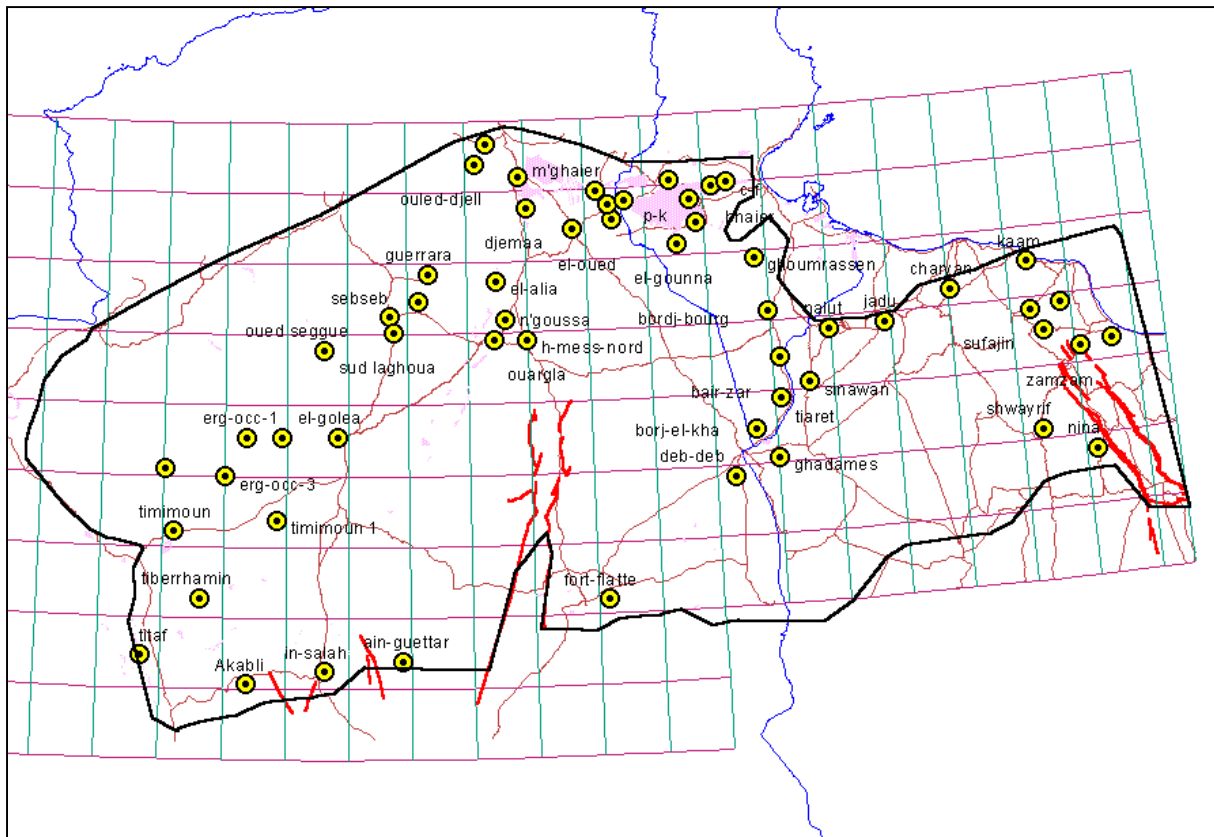 m'ghaier
c-f
ouled-djell
p-k
hnaier
djemaa
kaam
guerrara
el-oued
ghoumrassen
el-gounna
charwan
el-alia
sebseb
nalut
jadu
n'goussa
bordj-bourg
oued seggue
h-mess-nord
sufajin
sud laghoua
ouargla
zamzam
bair-zar
sinawan
shwayrif
erg-occ-1
el-golea
tiaret
borj-el-kha
nina
deb-deb
ghadames
erg-occ-3
timimoun
timimoun 1
tiberrhamin
fort-flatte
titaf
ain-guettar
Akabli
in-salah